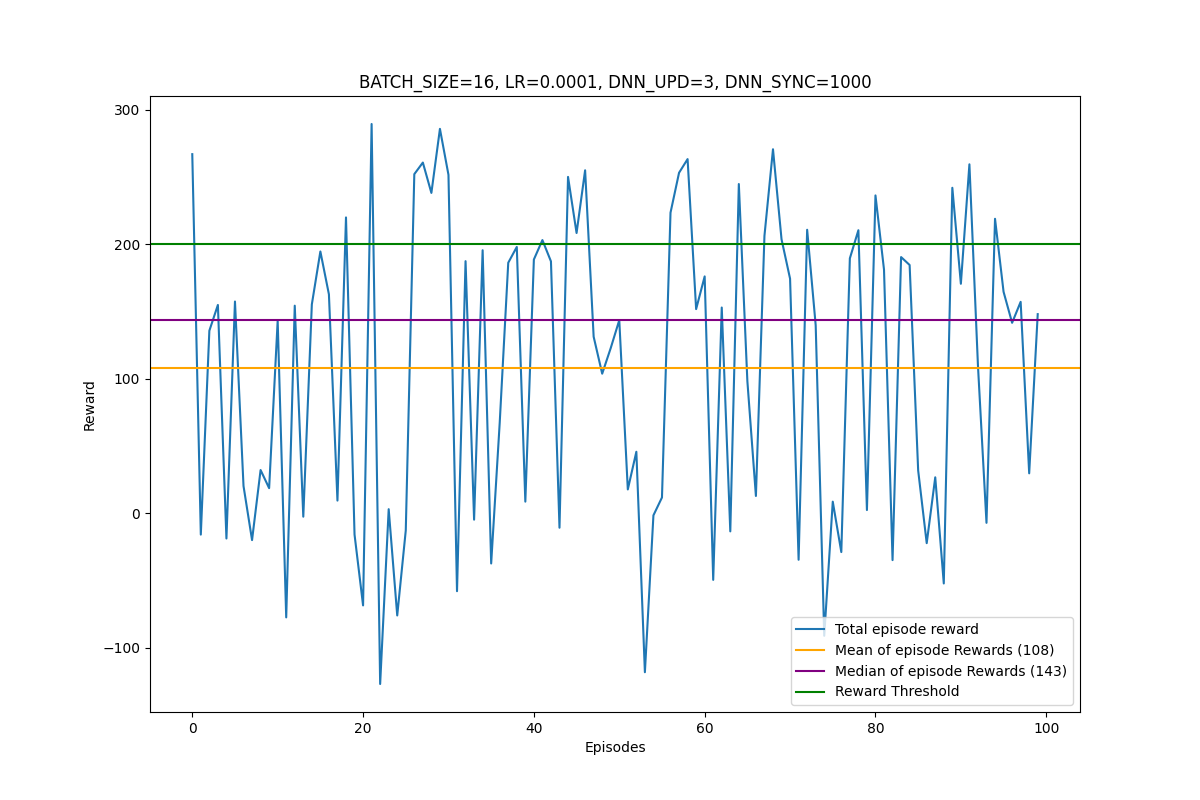 BATCH_SIZE=16, LR=0.0001, DNN_UPD=3, DNN_SYNC=1000
300
200
100
0
−100
Reward
0 20 40 60 80 100
Episodes
Total episode reward
Mean of episode Rewards (108)
Median of episode Rewards (143)
Reward Threshold